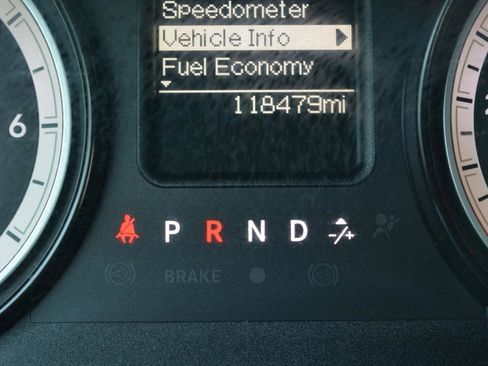 Speedometer
Vehicle Info
Fuel Economy
118479mi
6
P R N D -/+
BRAKE